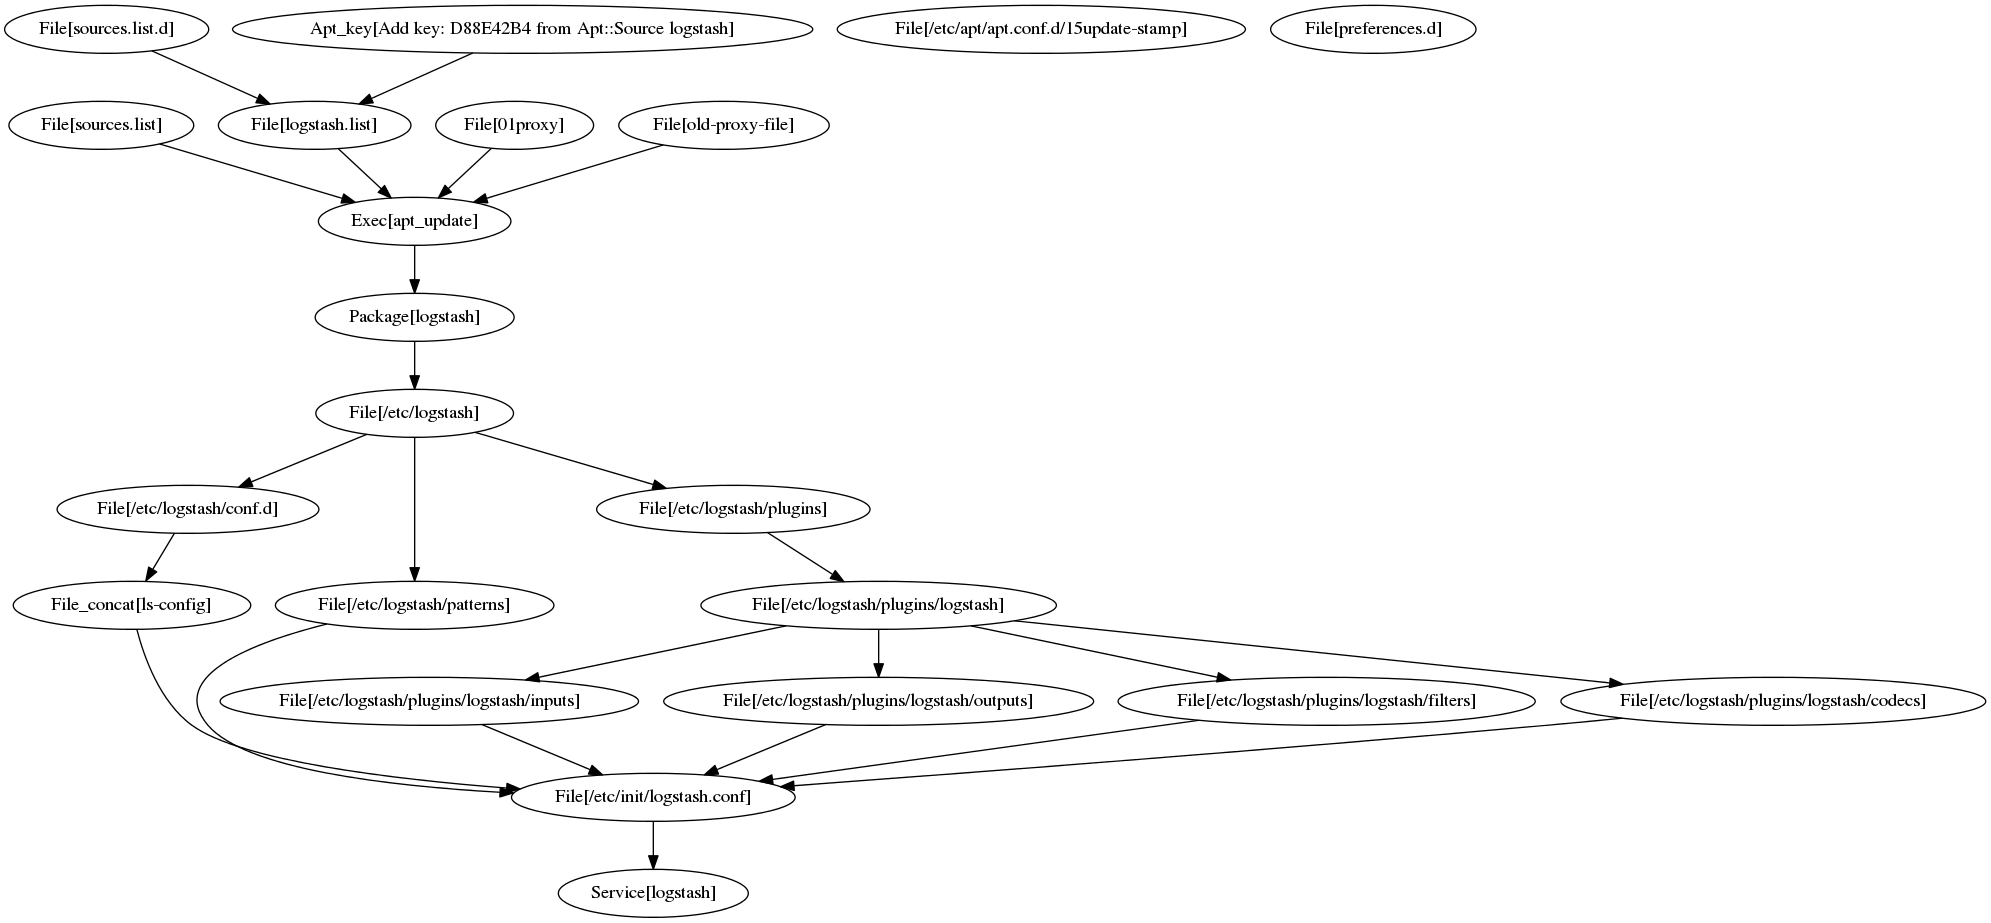 File[sources.list.d]
Apt_key[Add key: D88E42B4 from Apt::Source logstash]
File[/etc/apt/apt.conf.d/15update-stamp]
File[preferences.d]
File[sources.list]
File[logstash.list]
File[01proxy]
File[old-proxy-file]
Exec[apt_update]
Package[logstash]
File[/etc/logstash]
File[/etc/logstash/conf.d]
File[/etc/logstash/plugins]
File_concat[ls-config]
File[/etc/logstash/patterns]
File[/etc/logstash/plugins/logstash]
File[/etc/logstash/plugins/logstash/inputs]
File[/etc/logstash/plugins/logstash/outputs]
File[/etc/logstash/plugins/logstash/filters]
File[/etc/logstash/plugins/logstash/codecs]
File[/etc/init/logstash.conf]
Service[logstash]